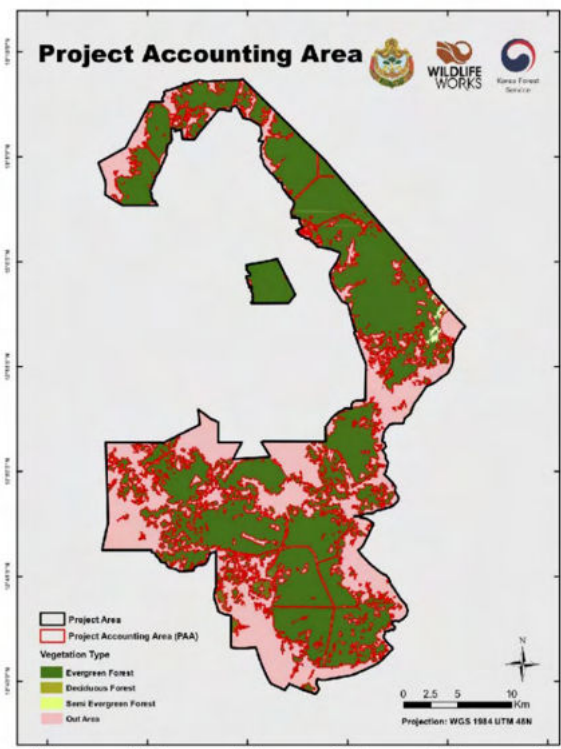 Project Accounting Area
WILDLIFE
WORKS
Korea Forest
Service
Project Area
Project Accounting Area (PAA)
Vegetation Type
Evergreen Forest
Deciduous Forest
Semi Evergreen Forest
Out Area
N
0 2.5 5 10
Km
Projection: WGS 1984 UTM 48N